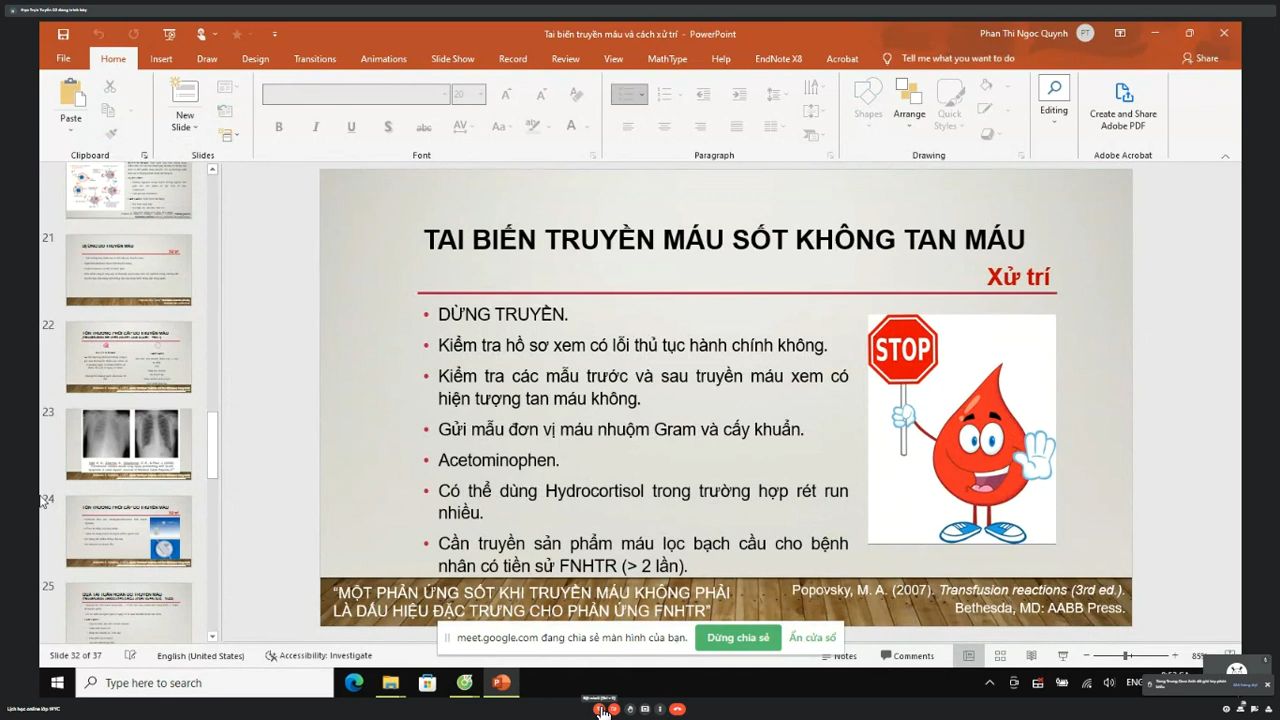 Tai biến truyền máu và cách xử trí - PowerPoint
Phan Thi Ngoc Quynh
PT
File
Home
Insert
Draw
Design
Transitions
Animations
Slide Show
Record
Review
View
MathType
Help
EndNote X8
Acrobat
Tell me what you want to do
Share
Paste
New
Slide
20
Shapes
Arrange
Quick
Styles
Editing
Create and Share
Adobe PDF
Clipboard
Slides
Font
Paragraph
Drawing
Adobe Acrobat
21
22
23
24
25
TAI BIẾN TRUYỀN MÁU SỐT KHÔNG TAN MÁU
Xử trí
• DỪNG TRUYỀN.
• Kiểm tra hồ sơ xem có lỗi thủ tục hành chính không.
• Kiểm tra các mẫu trước và sau truyền máu xem có
hiện tượng tan máu không.
• Gửi mẫu đơn vị máu nhuộm Gram và cấy khuẩn.
• Acetominophan.
• Có thể dùng Hydrocortisol trong trường hợp rét run
nhiều.
• Cần truyền sản phẩm máu lọc bạch cầu cho bệnh
nhân có tiền sử FNHTR (> 2 lần).
STOP
“MỘT PHẢN ỨNG SỐT KHI TRUYỀN MÁU KHÔNG PHẢI
LÀ DẤU HIỆU ĐẶC TRƯNG CHO PHẢN ỨNG FNHTR”
Popovsky, M. A. (2007). Transfusion reactions (3rd ed.).
Bethesda, MD: AABB Press.
meet.google.com đang chia sẻ màn hình của bạn.
Dừng chia sẻ
Ẩn cửa sổ
Slide 32 of 37
English (United States)
Accessibility: Investigate
Notes
Comments
Type here to search